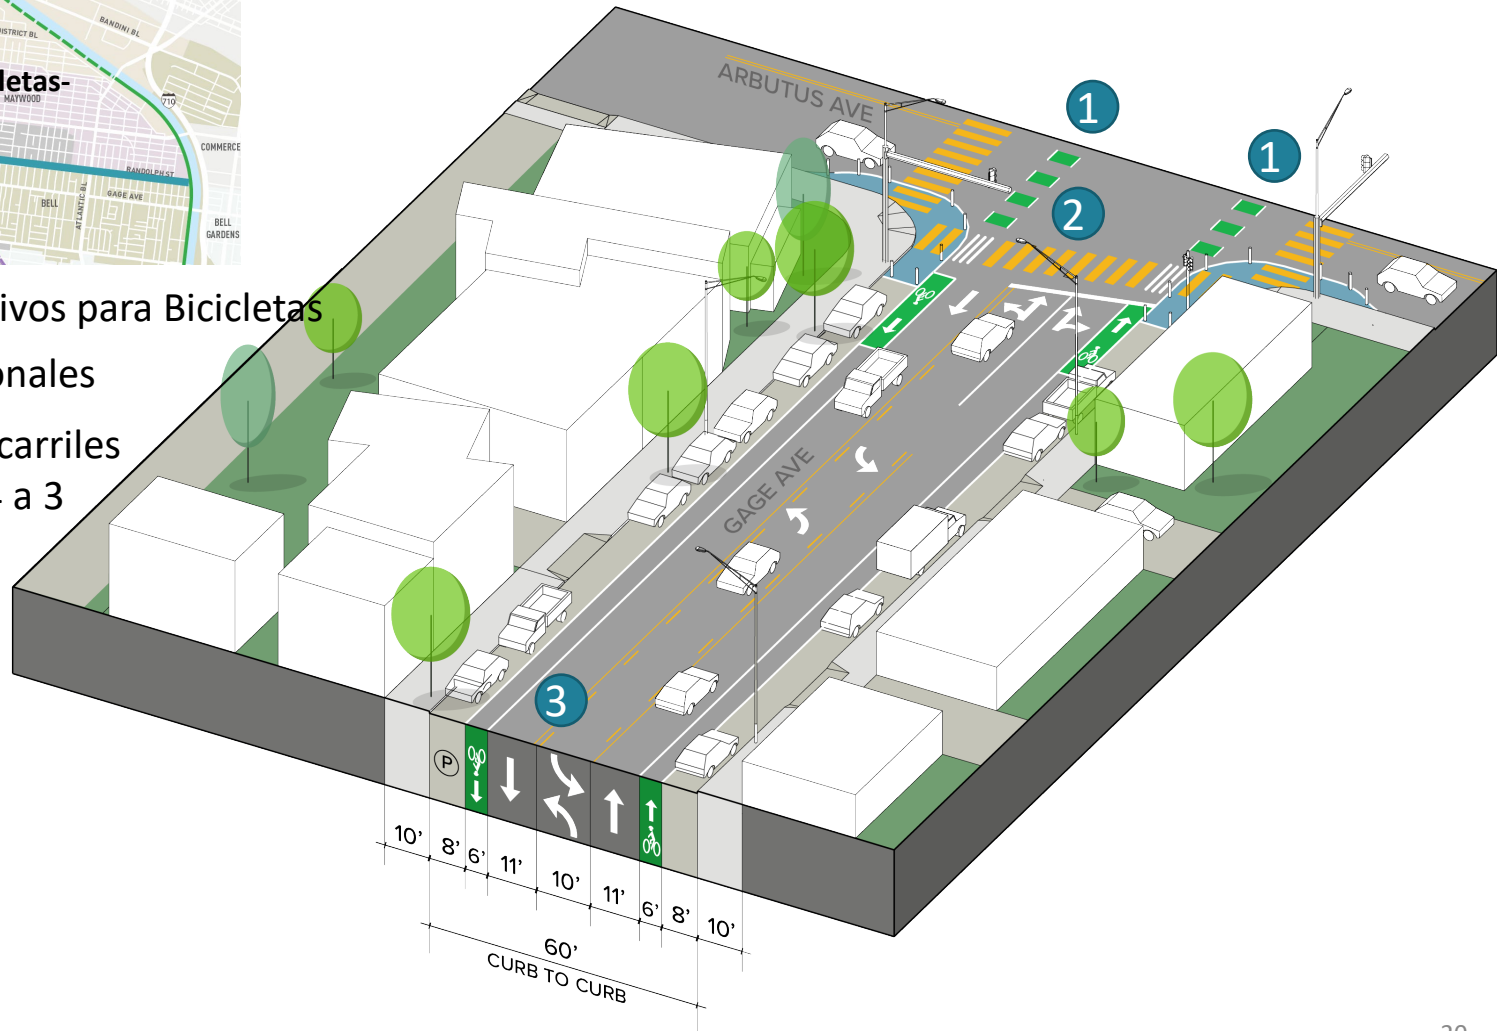 BANDINI BL
DISTRICT BL
letas-
MAYWOOD
710
COMMERCE
RANDOLPH ST
GAGE AVE
ATLANTIC BL
BELL
BELL
GARDENS
ivos para Bicicletas
onales
carriles
a 3
ARBUTUS AVE
1
1
2
GAGE AVE
3
P
10' 8' 6' 11' 10' 11' 6' 8' 10'
60'
CURB TO CURB